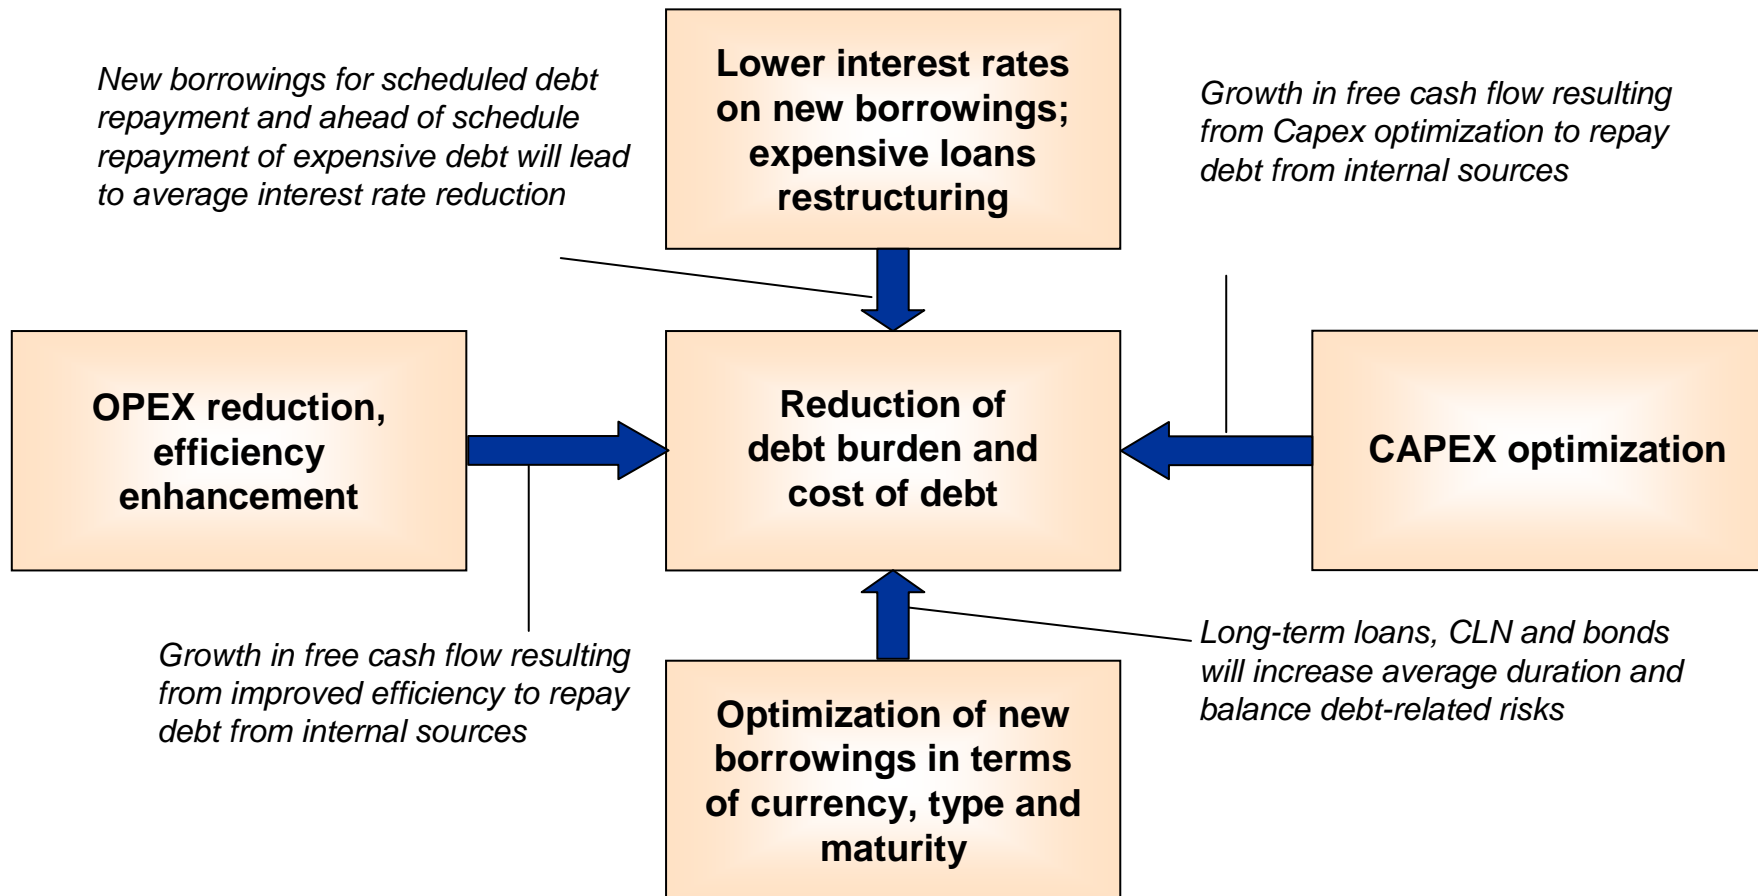 New borrowings for scheduled debt
repayment and ahead of schedule
repayment of expensive debt will lead
to average interest rate reduction
Lower interest rates
on new borrowings;
expensive loans
restructuring
Growth in free cash flow resulting
from Capex optimization to repay
debt from internal sources
OPEX reduction,
efficiency
enhancement
Reduction of
debt burden and
cost of debt
CAPEX optimization
Growth in free cash flow resulting
from improved efficiency to repay
debt from internal sources
Optimization of new
borrowings in terms
of currency, type and
maturity
Long-term loans, CLN and bonds
will increase average duration and
balance debt-related risks